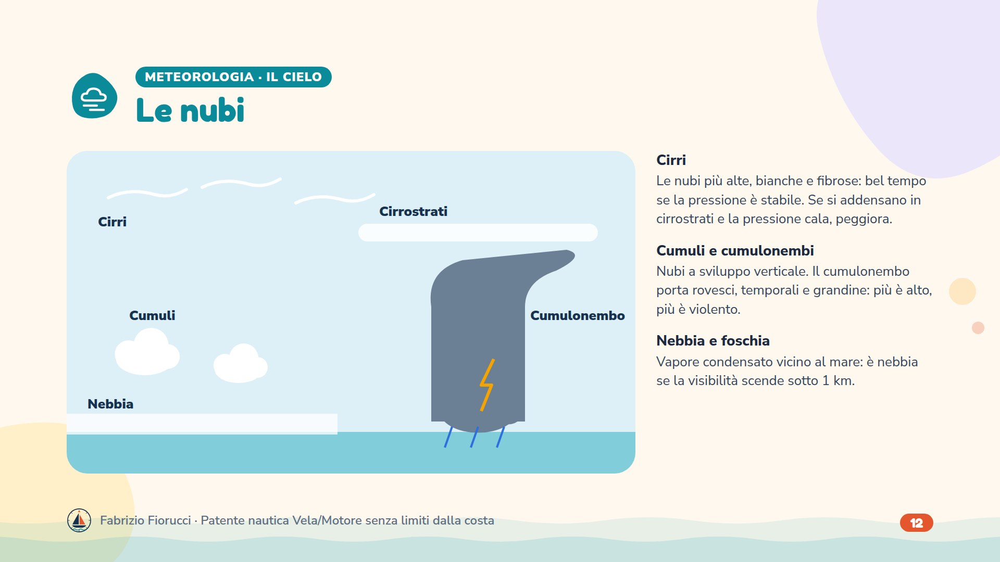 METEOROLOGIA · IL CIELO
Le nubi
Cirri
Cirrostrati
Cumuli
Cumulonembo
Nebbia
Cirri
Le nubi più alte, bianche e fibrose: bel tempo
se la pressione è stabile. Se si addensano in
cirrostrati e la pressione cala, peggiora.
Cumuli e cumulonembi
Nubi a sviluppo verticale. Il cumulonembo
porta rovesci, temporali e grandine: più è alto,
più è violento.
Nebbia e foschia
Vapore condensato vicino al mare: è nebbia
se la visibilità scende sotto 1 km.
Fabrizio Fiorucci · Patente nautica Vela/Motore senza limiti dalla costa
12